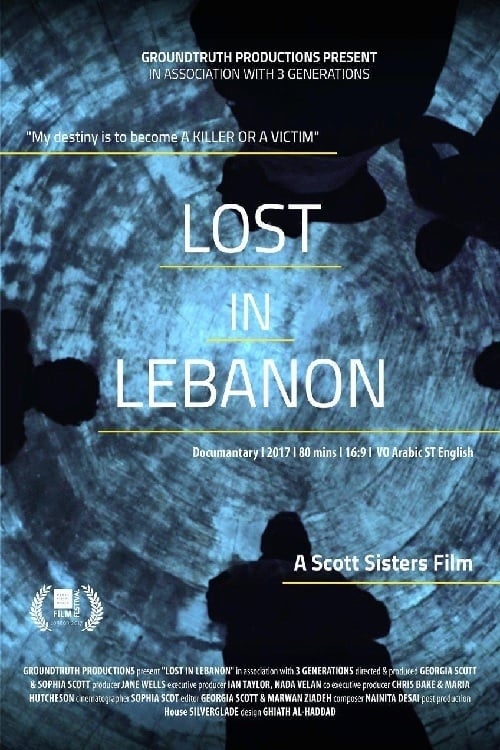 GROUNDTRUTH PRODUCTIONS PRESENT
IN ASSOCIATION WITH 3 GENERATIONS
"My destiny is to become A KILLER OR A VICTIM"
LOST
IN
LEBANON
Documantary | 2017 | 80 mins | 16:9 | VO Arabic ST English
A Scott Sisters Film
FILM
FESTIVAL
LONDON 2017
GROUNDTRUTH PRODUCTIONS present "LOST IN LEBANON" in association with 3 GENERATIONS directed & produced GEORGIA SCOTT
& SOPHIA SCOTT producer JANE WELLS executive producer IAN TAYLOR, NADA VELAN co executive producer CHRIS BAKE & MARIA
HUTCHESON cinematographer SOPHIA SCOT editor GEORGIA SCOTT & MARWAN ZIADEH composer NAINITA DESAI post production
House SILVERGLADE design GHIATH AL-HADDAD